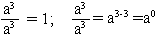 a³/a³ = 1;  a³/a³ = a³⁻³ = a⁰